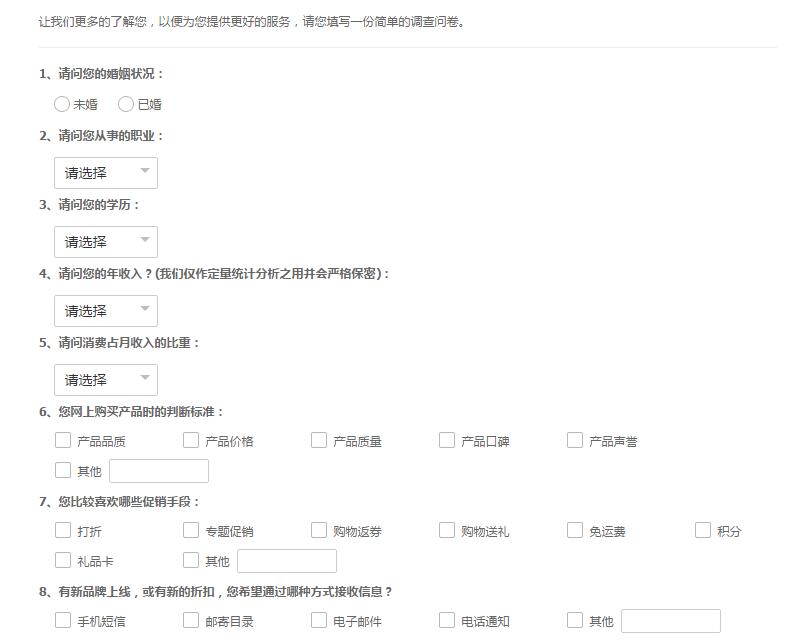 让我们更多的了解您，以便为您提供更好的服务，请您填写一份简单的调查问卷。
1、请问您的婚姻状况：
未婚 已婚
2、请问您从事的职业：
请选择
3、请问您的学历：
请选择
4、请问您的年收入？(我们仅作定量统计分析之用并会严格保密)：
请选择
5、请问消费占月收入的比重：
请选择
6、您网上购买产品时的判断标准：
产品品质 产品价格 产品质量 产品口碑 产品声誉
其他
7、您比较喜欢哪些促销手段：
打折 专题促销 购物返券 购物送礼 免运费 积分
礼品卡 其他
8、有新品牌上线，或有新的折扣，您希望通过哪种方式接收信息？
手机短信 邮寄目录 电子邮件 电话通知 其他